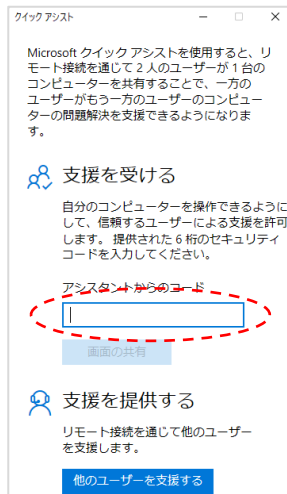 クイック アシスト
Microsoft クイック アシストを使用すると、リ
モート接続を通じて 2 人のユーザーが 1 台の
コンピューターを共有することで、一方の
ユーザーがもう一方のユーザーのコンピュー
ターの問題解決を支援できるようになりま
す。
支援を受ける
自分のコンピューターを操作できるように
して、信頼するユーザーによる支援を許可
します。 提供された 6 桁のセキュリティ
コードを入力してください。
アシスタントからのコード
画面の共有
支援を提供する
リモート接続を通じて他のユーザー
を支援します。
他のユーザーを支援する